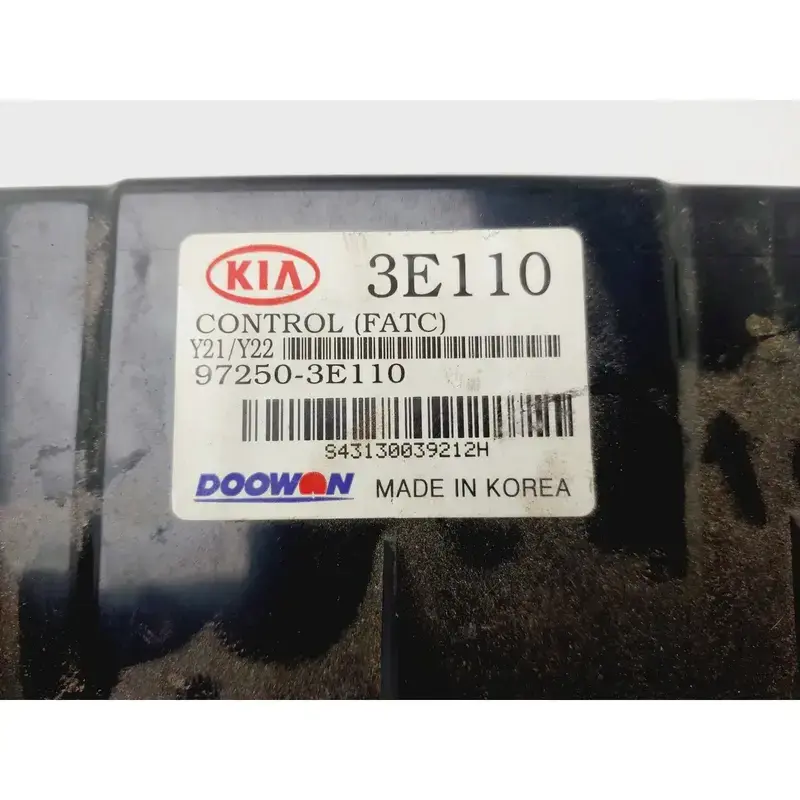 KIA 3E110
CONTROL (FATC)
Y21/Y22
97250-3E110
S43130039212H
DOOWON MADE IN KOREA